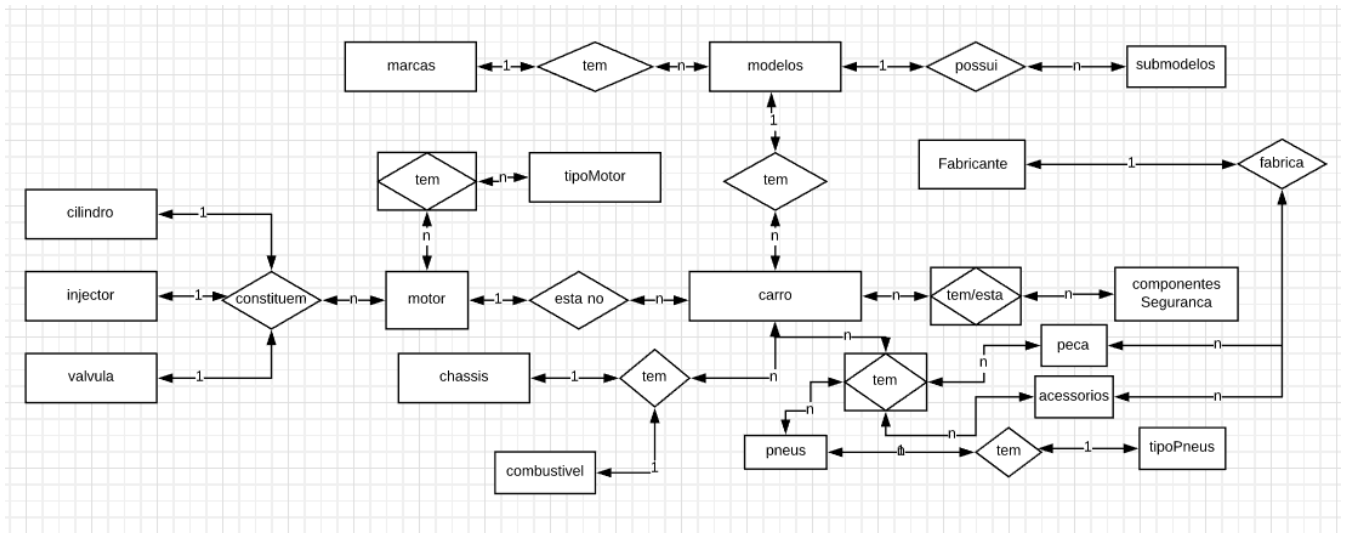 marcas
1
tem
n
modelos
1
possui
n
submodelos
1
tem
n
tipoMotor
tem
Fabricante
1
fabrica
cilindro
1
n
n
injector
1
constituem
n
motor
1
esta no
n
carro
n
tem/esta
n
componentes
Seguranca
valvula
1
chassis
1
tem
n
n
tem
n
peca
n
n
acessorios
n
n
pneus
tem
1
tipoPneus
combustivel
1